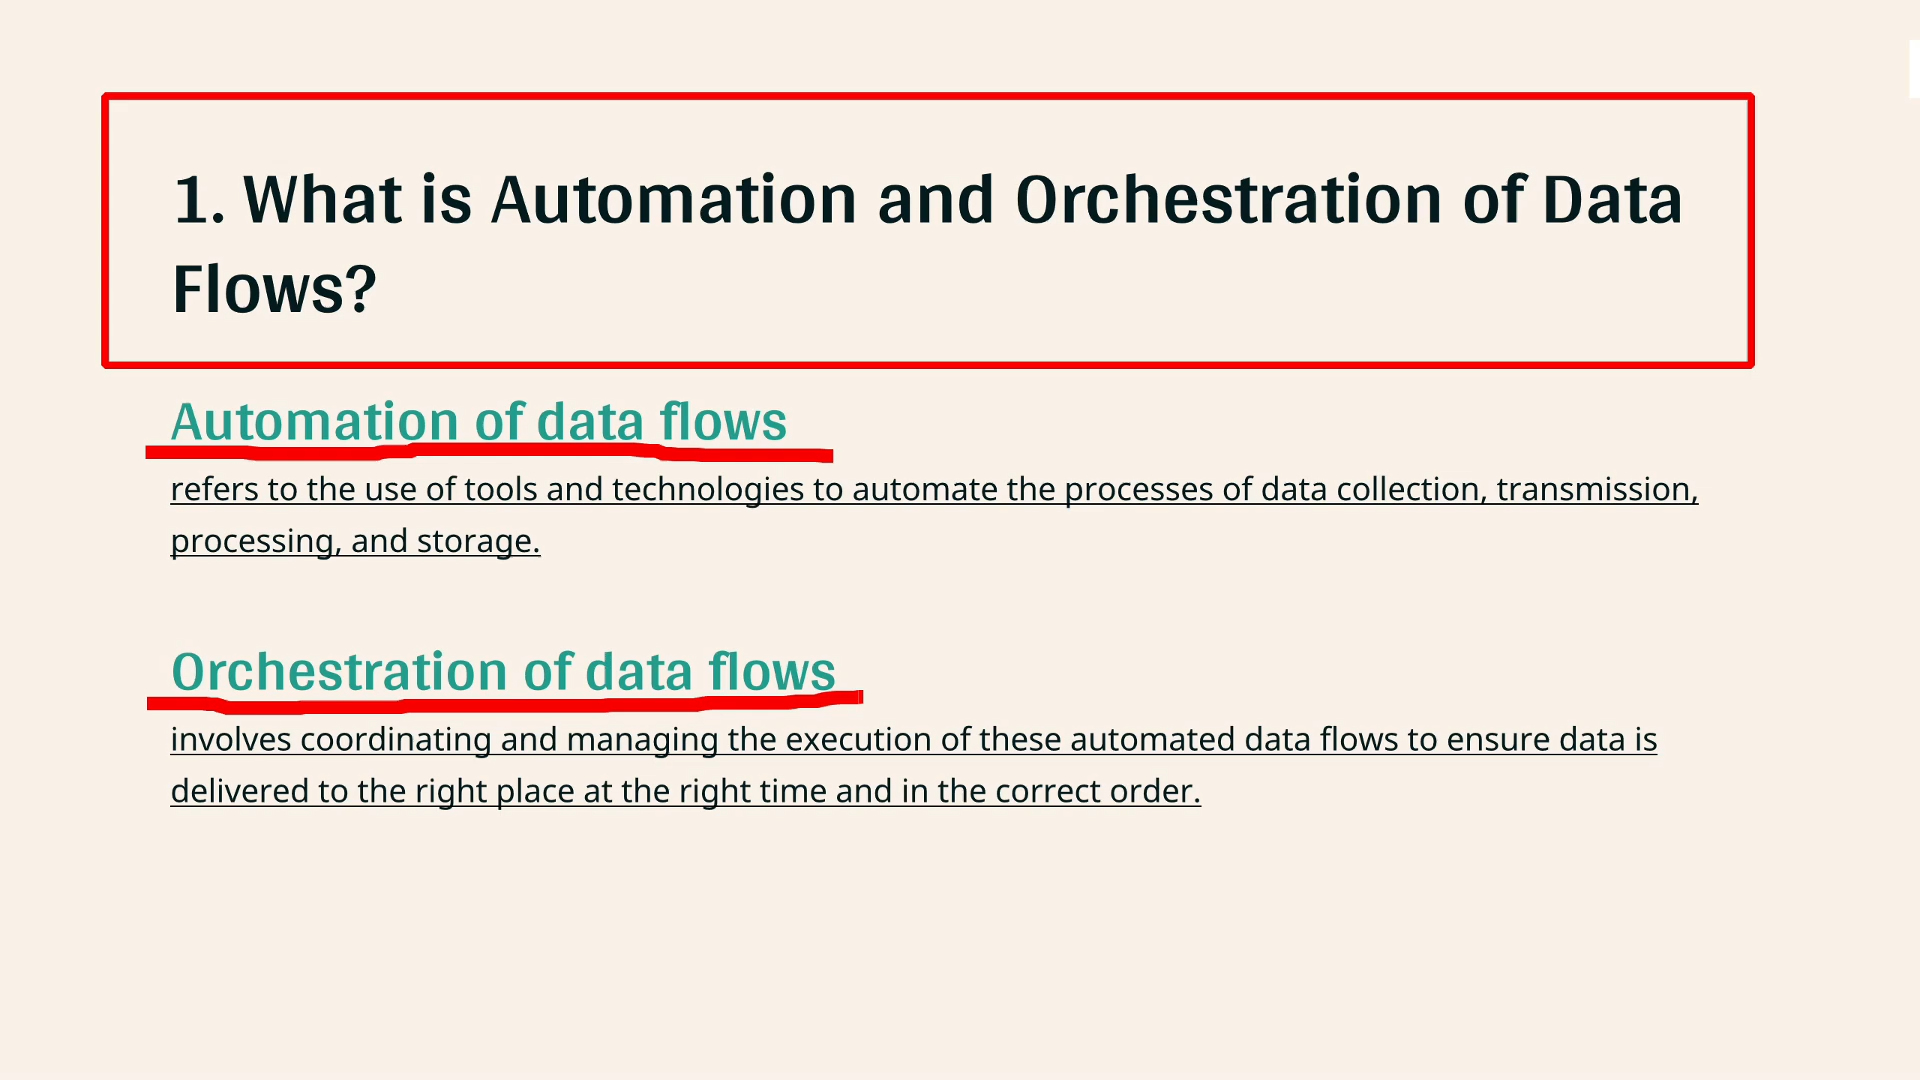 1. What is Automation and Orchestration of Data
Flows?
Automation of data flows
refers to the use of tools and technologies to automate the processes of data collection, transmission,
processing, and storage.
Orchestration of data flows
involves coordinating and managing the execution of these automated data flows to ensure data is
delivered to the right place at the right time and in the correct order.